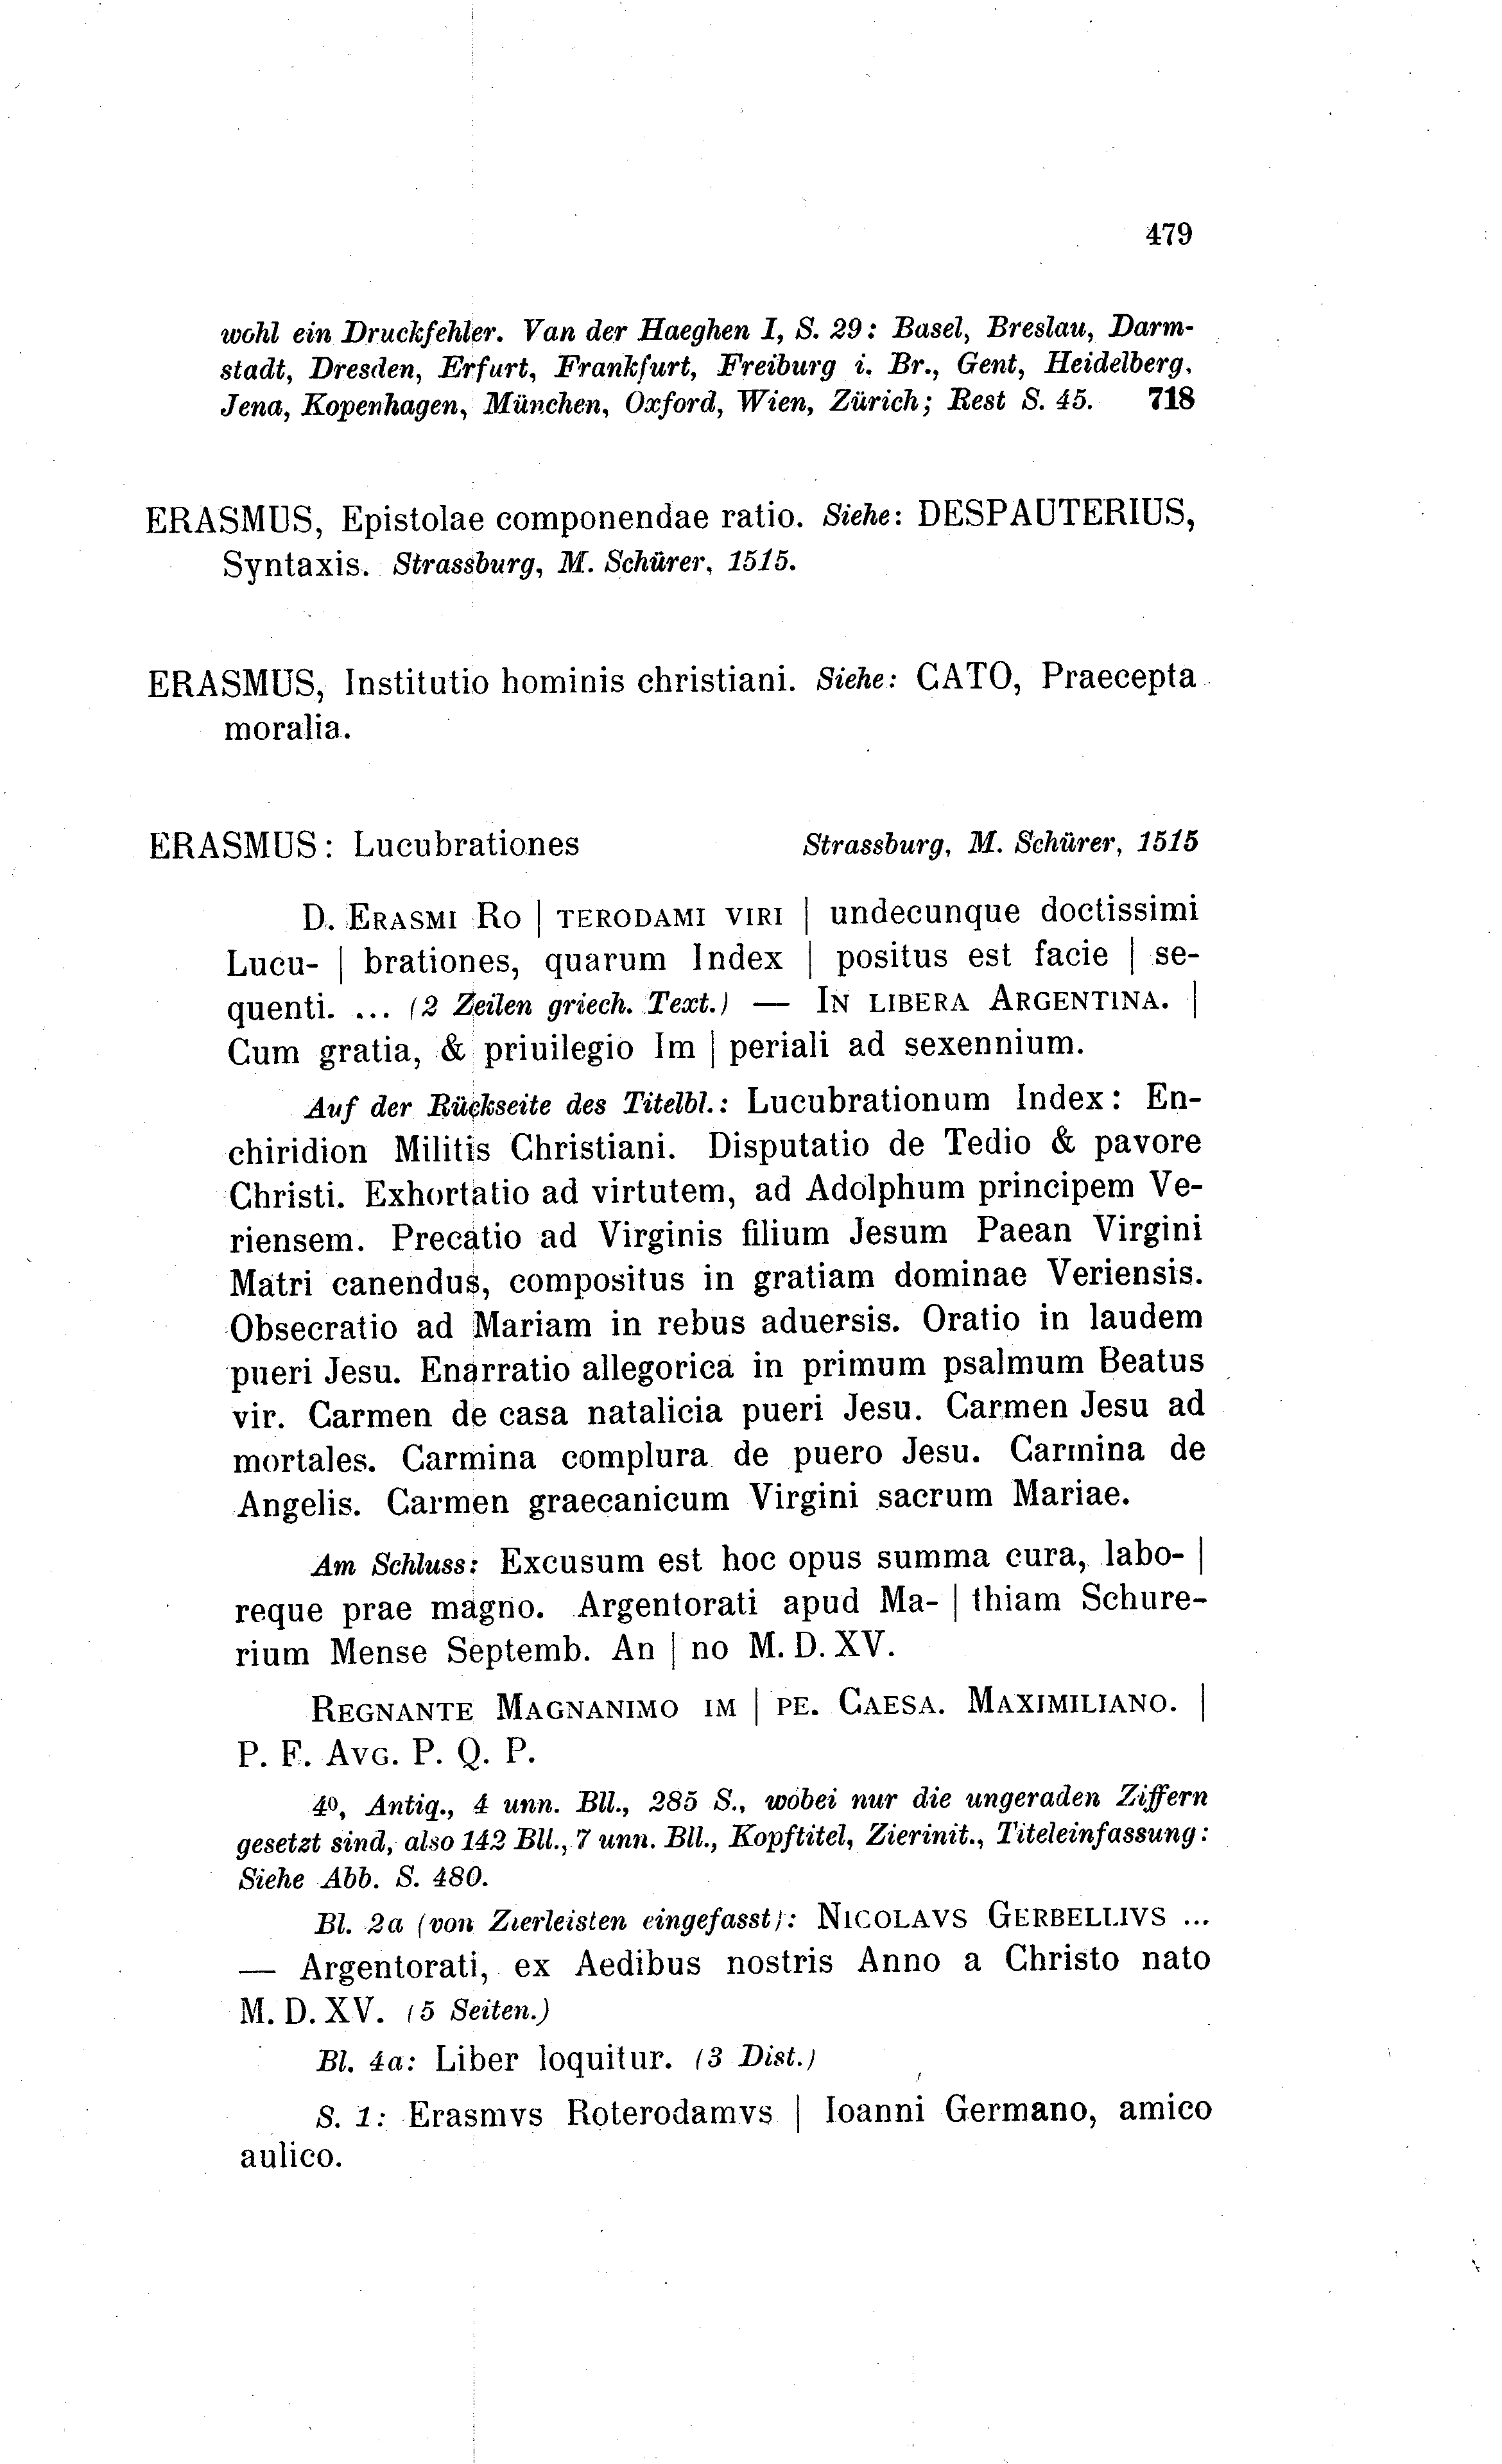 479
wohl ein Druckfehler. Van der Haeghen I, S. 29: Basel, Breslau, Darm-
stadt, Dresden, Erfurt, Frankfurt, Freiburg i. Br., Gent, Heidelberg,
Jena, Kopenhagen, München, Oxford, Wien, Zürich; Rest S. 45. 718
ERASMUS, Epistolae componendae ratio. Siehe: DESPAUTERIUS,
Syntaxis. Strassburg, M. Schürer, 1515.
ERASMUS, Institutio hominis christiani. Siehe: CATO, Praecepta
moralia.
ERASMUS: Lucubrationes Strassburg, M. Schürer, 1515
D. ERASMI RO | TERODAMI VIRI | undecunque doctissimi
Lucu- | brationes, quarum Index | positus est facie | se-
quenti. ... (2 Zeilen griech. Text.) — IN LIBERA ARGENTINA. |
Cum gratia, & priuilegio Im | periali ad sexennium.
Auf der Rückseite des Titelbl.: Lucubrationum Index: En-
chiridion Militis Christiani. Disputatio de Tedio & pavore
Christi. Exhortatio ad virtutem, ad Adolphum principem Ve-
riensem. Precatio ad Virginis filium Jesum Paean Virgini
Matri canendus, compositus in gratiam dominae Veriensis.
Obsecratio ad Mariam in rebus aduersis. Oratio in laudem
pueri Jesu. Enarratio allegorica in primum psalmum Beatus
vir. Carmen de casa natalicia pueri Jesu. Carmen Jesu ad
mortales. Carmina complura de puero Jesu. Carmina de
Angelis. Carmen graecanicum Virgini sacrum Mariae.
Am Schluss: Excusum est hoc opus summa cura, labo- |
reque prae magno. Argentorati apud Ma- | thiam Schure-
rium Mense Septemb. An | no M. D. XV.
REGNANTE MAGNANIMO IM | PE. CAESA. MAXIMILIANO. |
P. F. AVG. P. Q. P.
4⁰, Antiq., 4 unn. Bll., 285 S., wobei nur die ungeraden Ziffern
gesetzt sind, also 142 Bll., 7 unn. Bll., Kopftitel, Zierinit., Titeleinfassung:
Siehe Abb. S. 480.
Bl. 2a (von Zierleisten eingefasst): NICOLAVS GERBELLIVS ...
— Argentorati, ex Aedibus nostris Anno a Christo nato
M. D. XV. (5 Seiten.)
Bl. 4a: Liber loquitur. (3 Dist.)
S. 1: Erasmvs Roterodamvs | Ioanni Germano, amico
aulico.